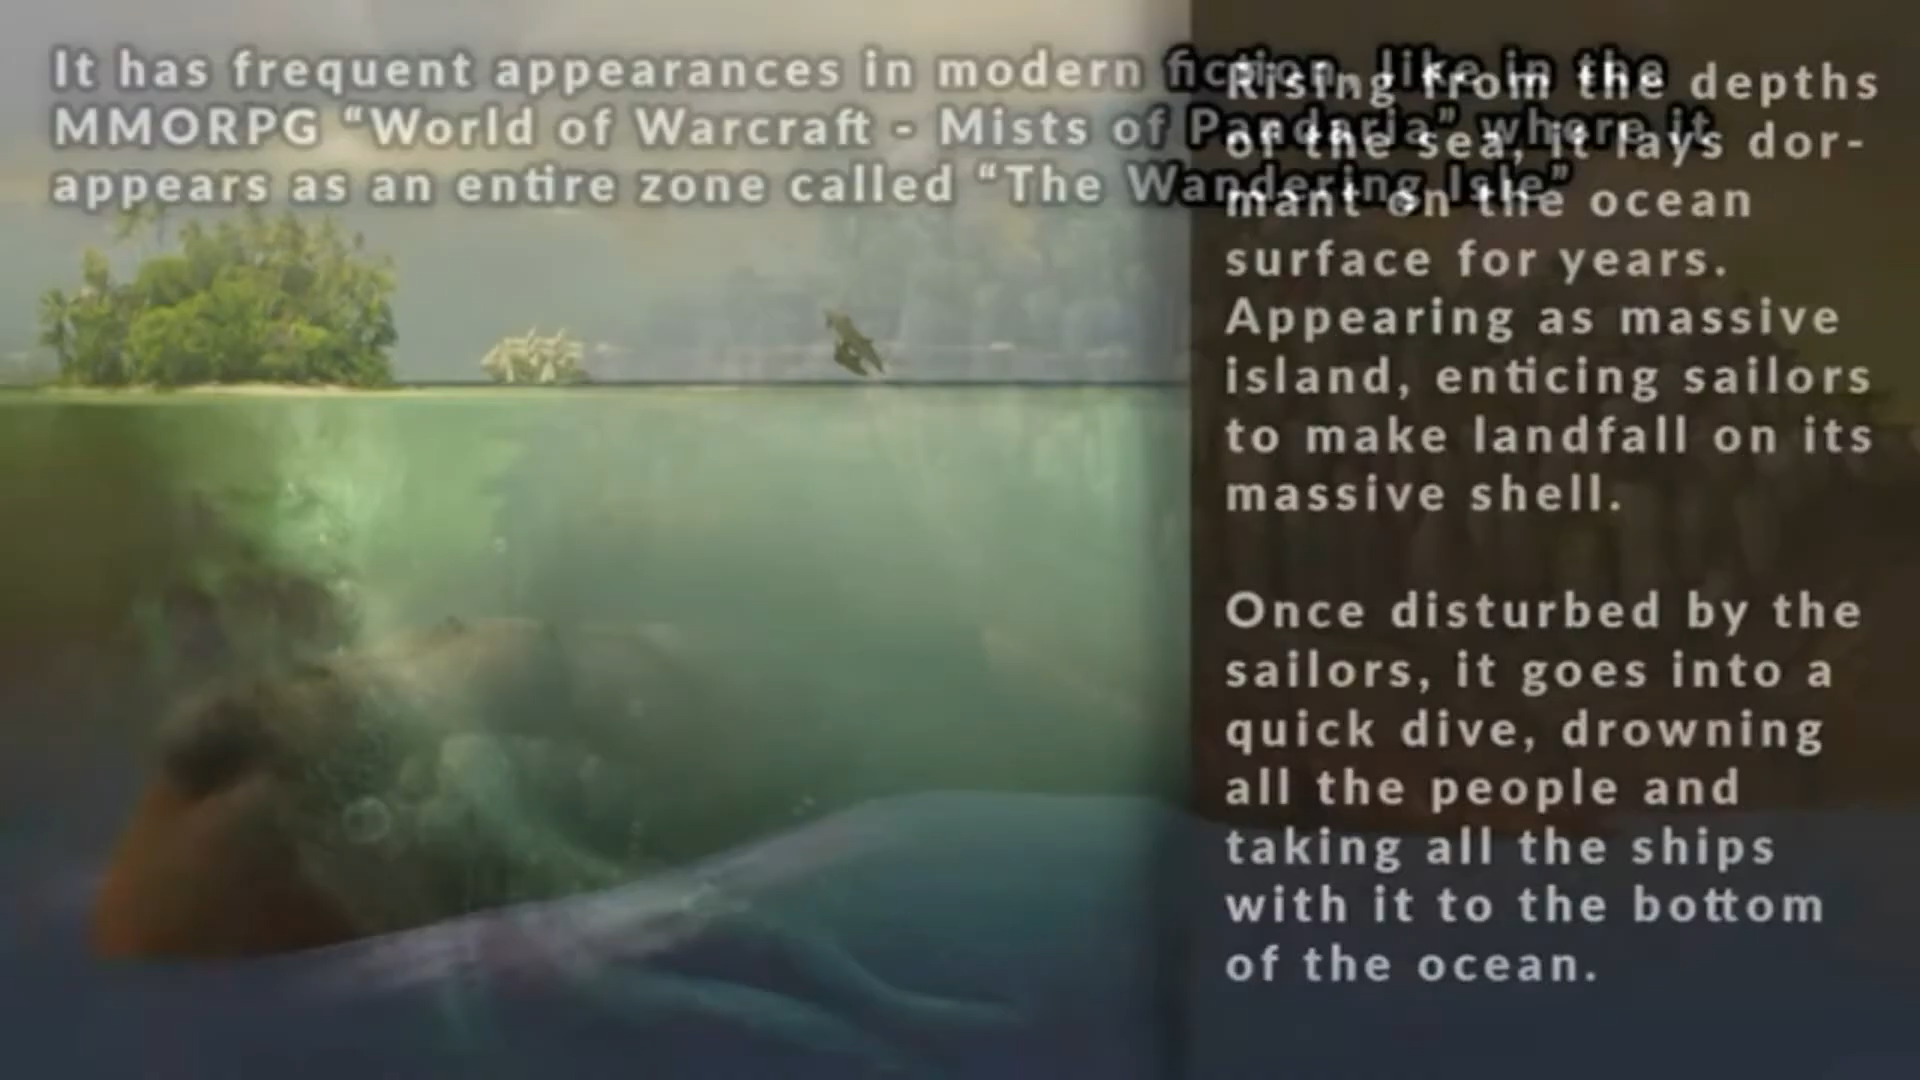 It has frequent appearances in modern fiction, like in the
MMORPG “World of Warcraft - Mists of Pandaria” where it
appears as an entire zone called “The Wandering Isle”
Rising from the depths
of the sea, it lays dor-
mant on the ocean
surface for years.
Appearing as massive
island, enticing sailors
to make landfall on its
massive shell.
Once disturbed by the
sailors, it goes into a
quick dive, drowning
all the people and
taking all the ships
with it to the bottom
of the ocean.